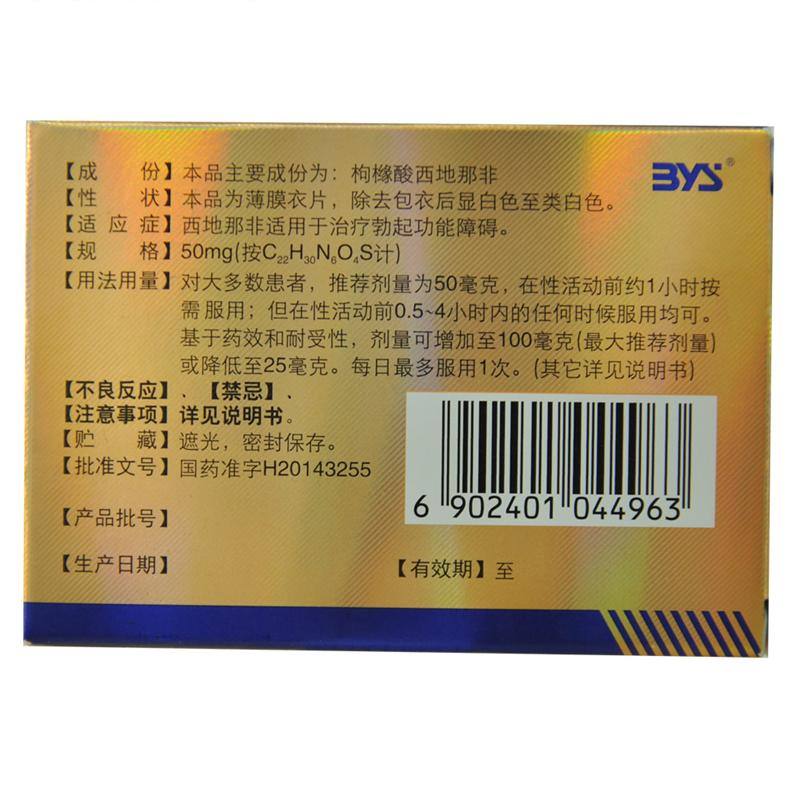 BYS®
【成 份】本品主要成份为：枸橼酸西地那非
【性 状】本品为薄膜衣片，除去包衣后显白色至类白色。
【适 应 症】西地那非适用于治疗勃起功能障碍。
【规 格】50mg(按C₂₂H₃₀N₆O₄S计)
【用法用量】对大多数患者，推荐剂量为50毫克，在性活动前约1小时按
需服用；但在性活动前0.5~4小时内的任何时候服用均可。
基于药效和耐受性，剂量可增加至100毫克(最大推荐剂量)
或降低至25毫克。每日最多服用1次。(其它详见说明书)
【不良反应】、【禁忌】、
【注意事项】详见说明书。
【贮 藏】遮光，密封保存。
【批准文号】国药准字H20143255
6 902401 044963
【产品批号】
【生产日期】
【有效期】至